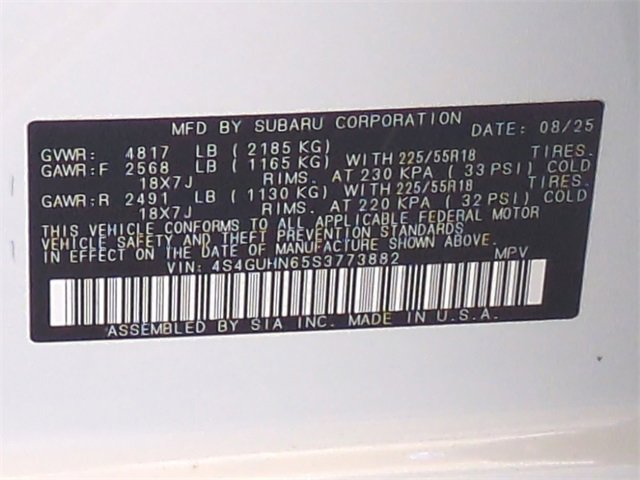 MFD BY SUBARU CORPORATION DATE: 08/25
GVWR: 4817 LB (2185 KG)
GAWR:F 2568 LB (1165 KG) WITH 225/55R18 TIRES.
18X7J RIMS. AT 230 KPA (33 PSI) COLD
GAWR:R 2491 LB (1130 KG) WITH 225/55R18 TIRES.
18X7J RIMS. AT 220 KPA (32 PSI) COLD
THIS VEHICLE CONFORMS TO ALL APPLICABLE FEDERAL MOTOR
VEHICLE SAFETY AND THEFT PREVENTION STANDARDS
IN EFFECT ON THE DATE OF MANUFACTURE SHOWN ABOVE.
VIN: 4S4GUHN65S3773882 MPV
ASSEMBLED BY SIA INC. MADE IN U.S.A.